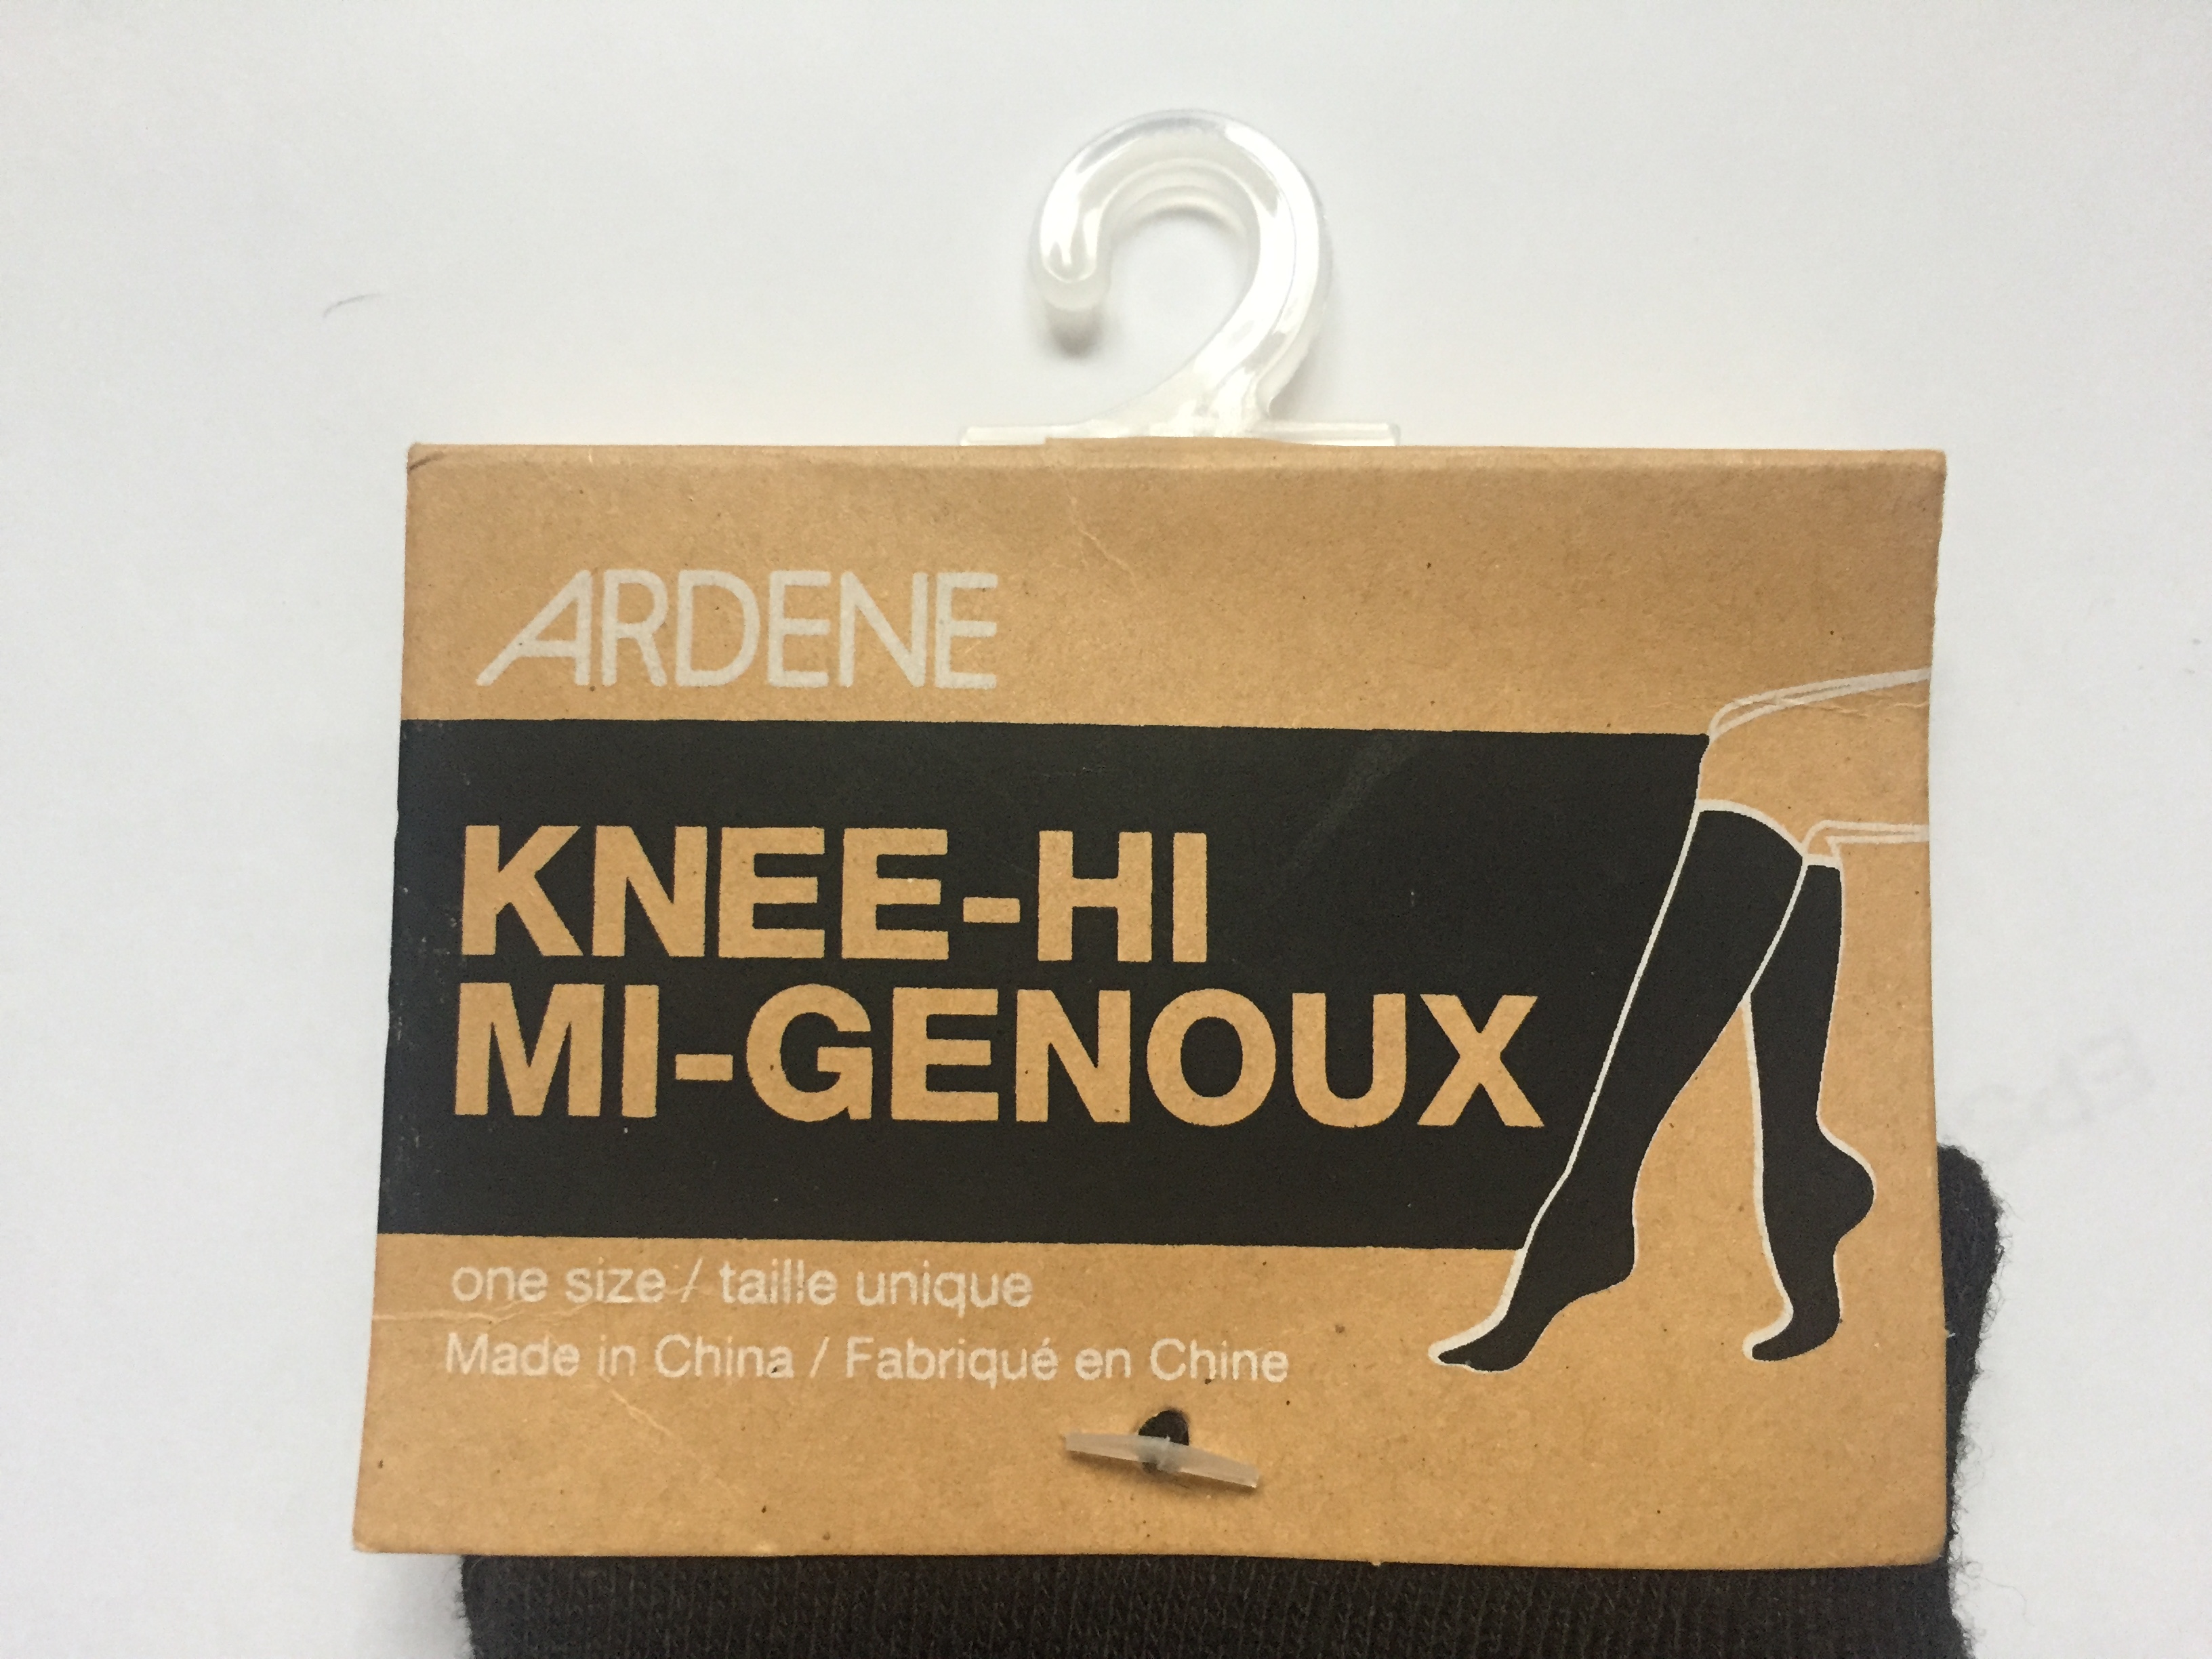 ARDENE
KNEE-HI
MI-GENOUX
one size / taille unique
Made in China / Fabriqué en Chine